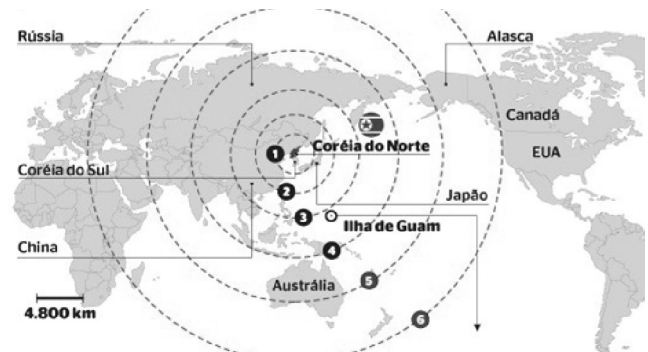 Rússia
Alasca
Canadá
EUA
1
Coréia do Norte
Coréia do Sul
2
Japão
3
Ilha de Guam
China
4
Austrália
5
4.800 km
6